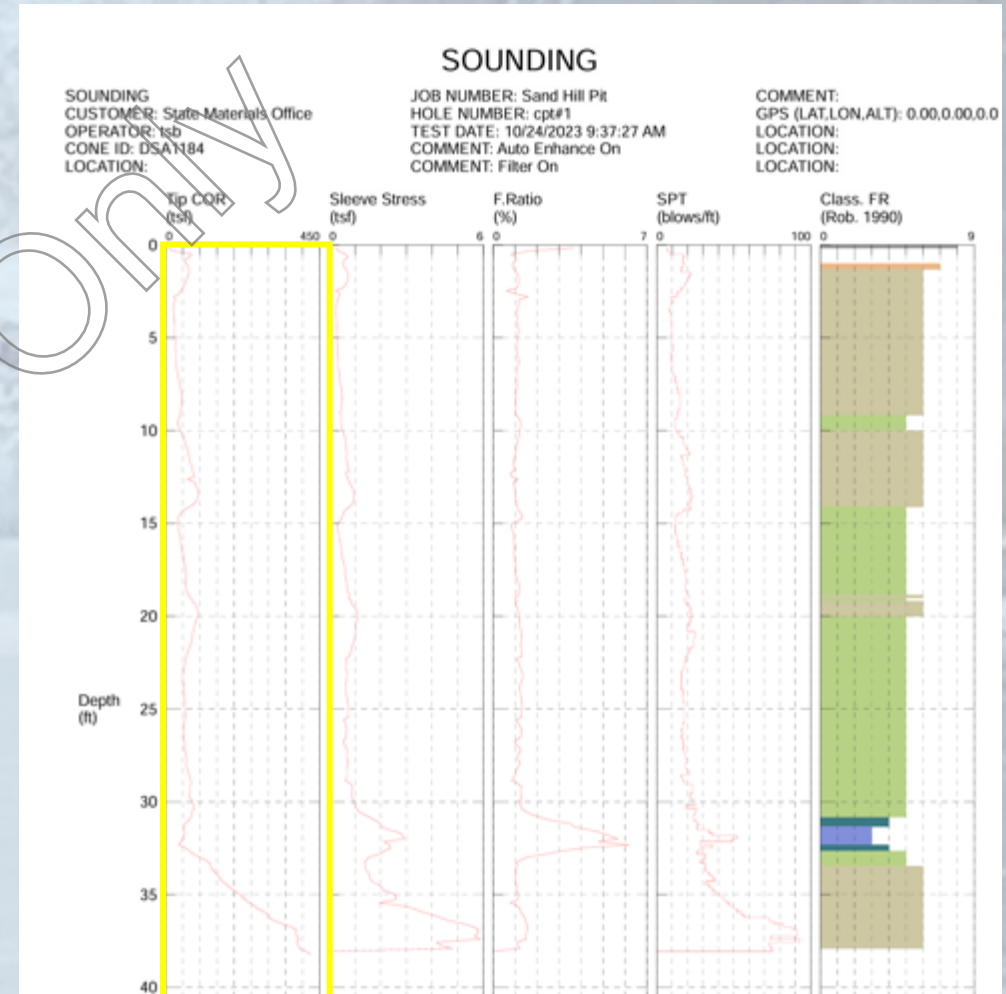 SOUNDING
SOUNDING
CUSTOMER: State Materials Office
OPERATOR: tsb
CONE ID: DSA1184
LOCATION:
JOB NUMBER: Sand Hill Pit
HOLE NUMBER: cpt#1
TEST DATE: 10/24/2023 9:37:27 AM
COMMENT: Auto Enhance On
COMMENT: Filter On
COMMENT:
GPS (LAT,LON,ALT): 0.00,0.00,0.0
LOCATION:
LOCATION:
LOCATION:
Only
Tip COR
(tsf)
Sleeve Stress
(tsf)
F.Ratio
(%)
SPT
(blows/ft)
Class. FR
(Rob. 1990)
0 450 0 6 0 7 0 100 0 9
0
5
10
15
20
Depth
(ft)
25
30
35
40